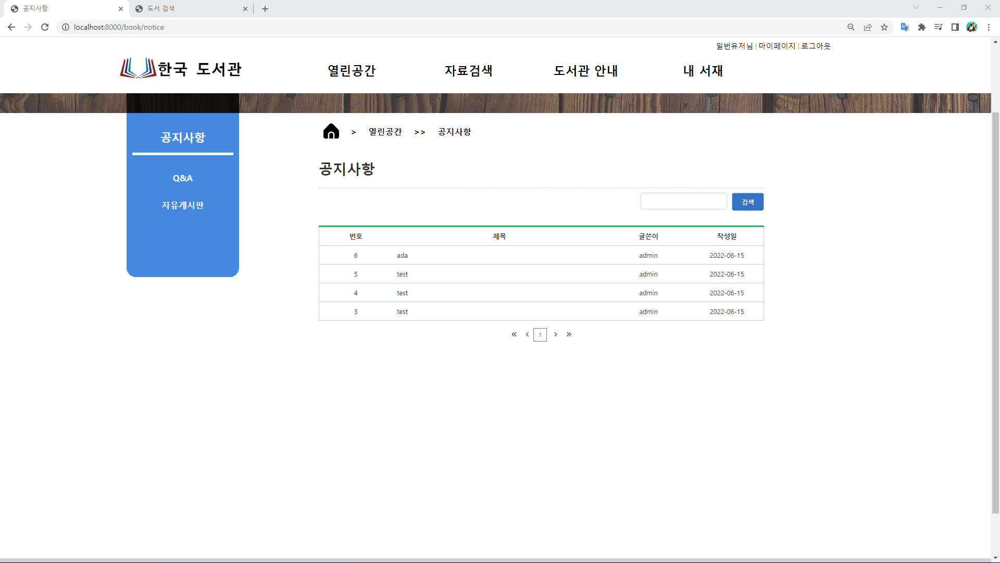 공지사항
도서 검색
localhost:8000/book/notice
일번유저님 | 마이페이지 | 로그아웃
한국 도서관
열린공간 자료검색 도서관 안내 내 서재
공지사항
Q&A
자유게시판
> 열린공간 >> 공지사항
공지사항
검색
번호 제목 글쓴이 작성일
6 ada admin 2022-06-15
5 test admin 2022-06-15
4 test admin 2022-06-15
3 test admin 2022-06-15
« ‹ 1 › »